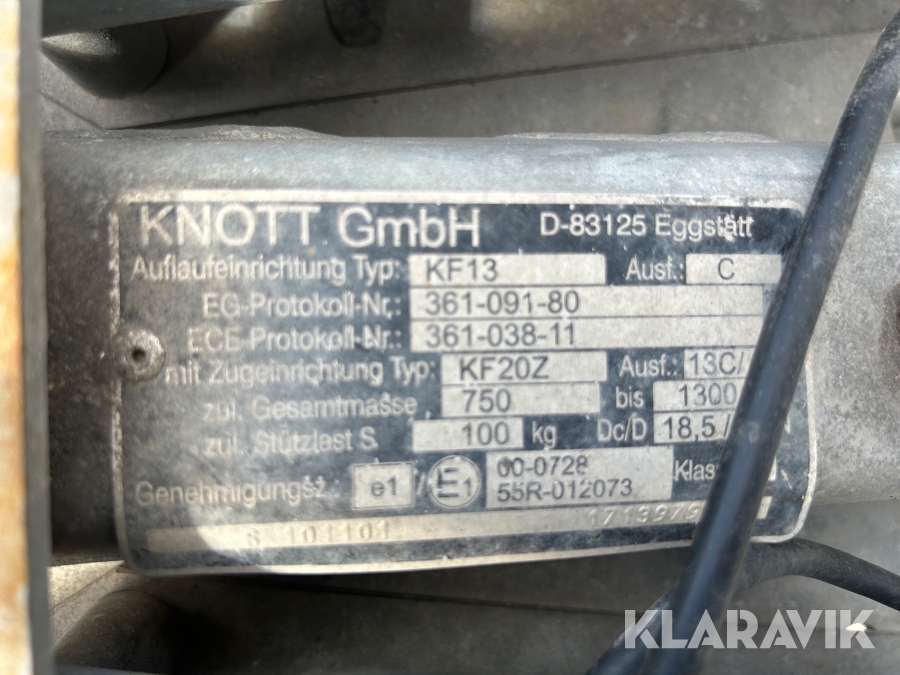 KNOTT GmbH D-83125 Eggstätt
Auflaufeinrichtung Typ: KF13 Ausf.: C
EG-Protokoll-Nr.: 361-091-80
ECE-Protokoll-Nr.: 361-038-11
mit Zugeinrichtung Typ: KF20Z Ausf.: 13C/
zul. Gesamtmasse 750 bis 1300
zul. Stützlast S 100 kg Dc/D 18,5/
Genehmigungsz. e1 / E1 00-0728
55R-012073
S 101101
KLARAVIK